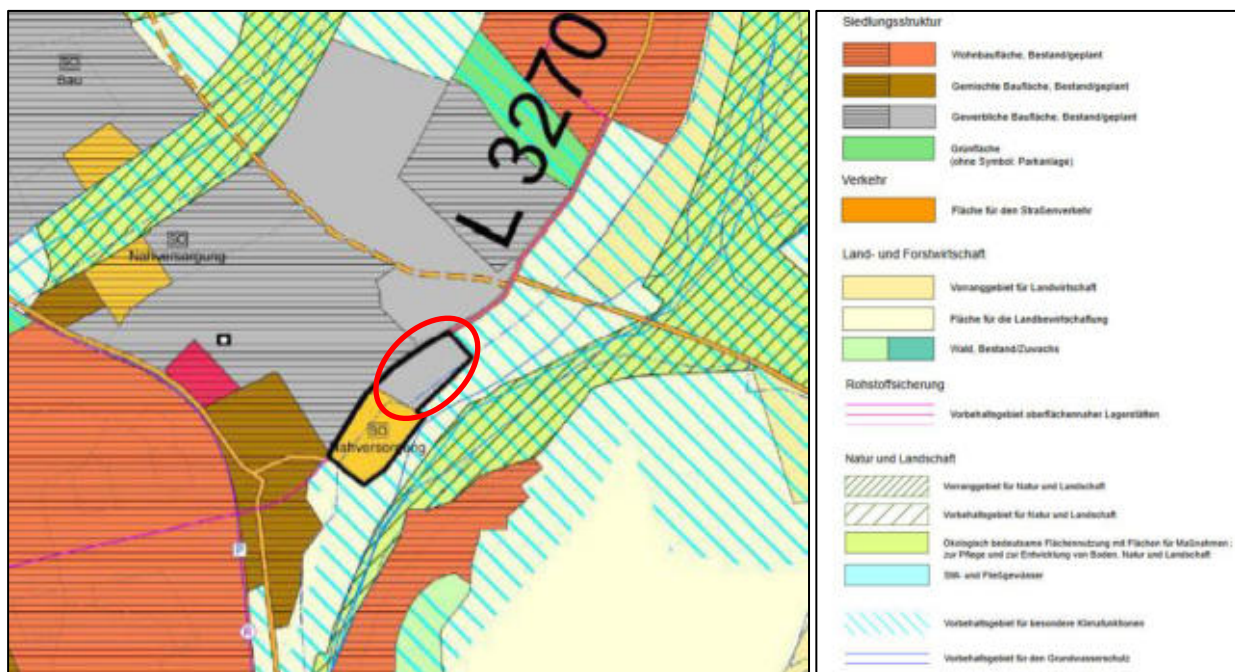 SO
Bau
L 3270
SO
Nahversorgung
SO
Nahversorgung
P
R
Siedlungsstruktur
Wohnbaufläche, Bestand/geplant
Gemischte Baufläche, Bestand/geplant
Gewerbliche Baufläche, Bestand/geplant
Grünfläche
(ohne Symbol: Parkanlage)
Verkehr
Fläche für den Straßenverkehr
Land- und Forstwirtschaft
Vorranggebiet für Landwirtschaft
Fläche für die Landbewirtschaftung
Wald, Bestand/Zuwachs
Rohstoffsicherung
Vorbehaltsgebiet oberflächennaher Lagerstätten
Natur und Landschaft
Vorranggebiet für Natur und Landschaft
Vorbehaltsgebiet für Natur und Landschaft
Ökologisch bedeutsame Flächennutzung mit Flächen für Maßnahmen ;
zur Pflege und zur Entwicklung von Boden, Natur und Landschaft
Still- und Fließgewässer
Vorbehaltsgebiet für besondere Klimafunktionen
Vorbehaltsgebiet für den Grundwasserschutz